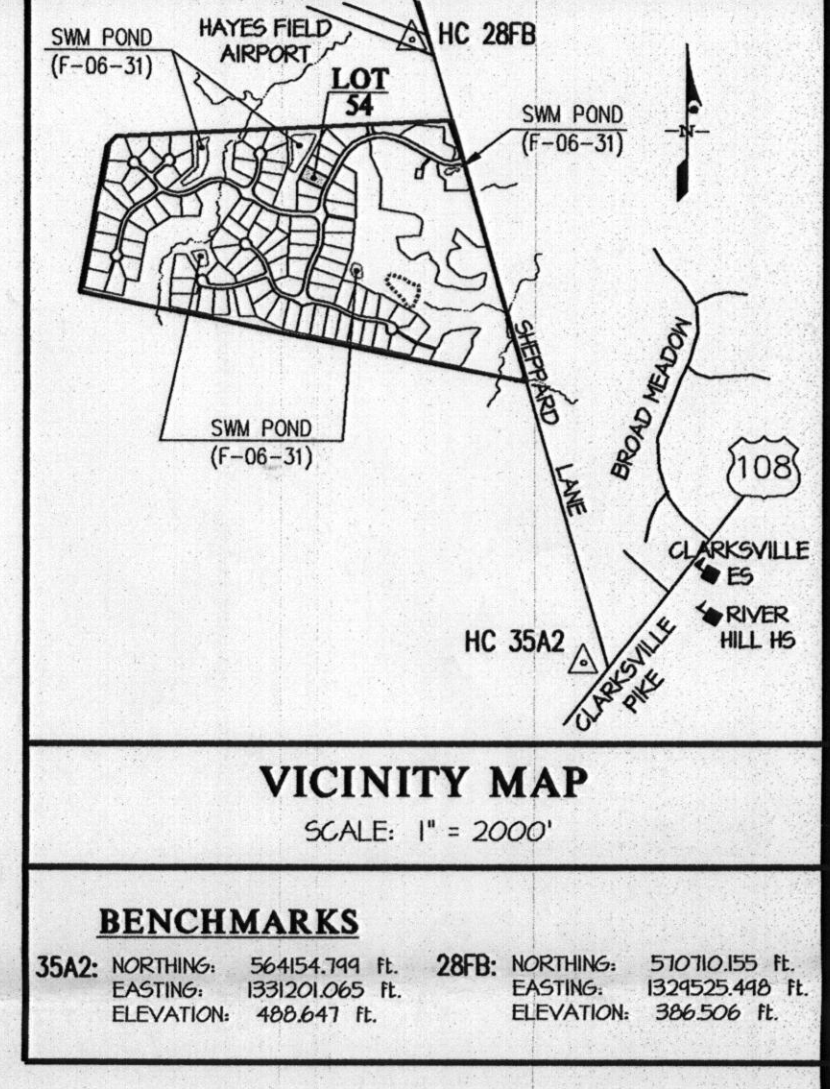 SWM POND
(F-06-31)
HAYES FIELD
AIRPORT
HC 28FB
LOT
54
SWM POND
(F-06-31)
N
SHEPPARD
LANE
BROAD MEADOW
108
SWM POND
(F-06-31)
CLARKSVILLE
ES
RIVER
HILL HS
HC 35A2
CLARKSVILLE
PIKE
VICINITY MAP
SCALE: 1" = 2000'
BENCHMARKS
35A2: NORTHING: 564154.799 ft.
EASTING: 1331201.065 ft.
ELEVATION: 488.647 ft.
28FB: NORTHING: 570710.155 ft.
EASTING: 1329525.498 ft.
ELEVATION: 386.506 ft.